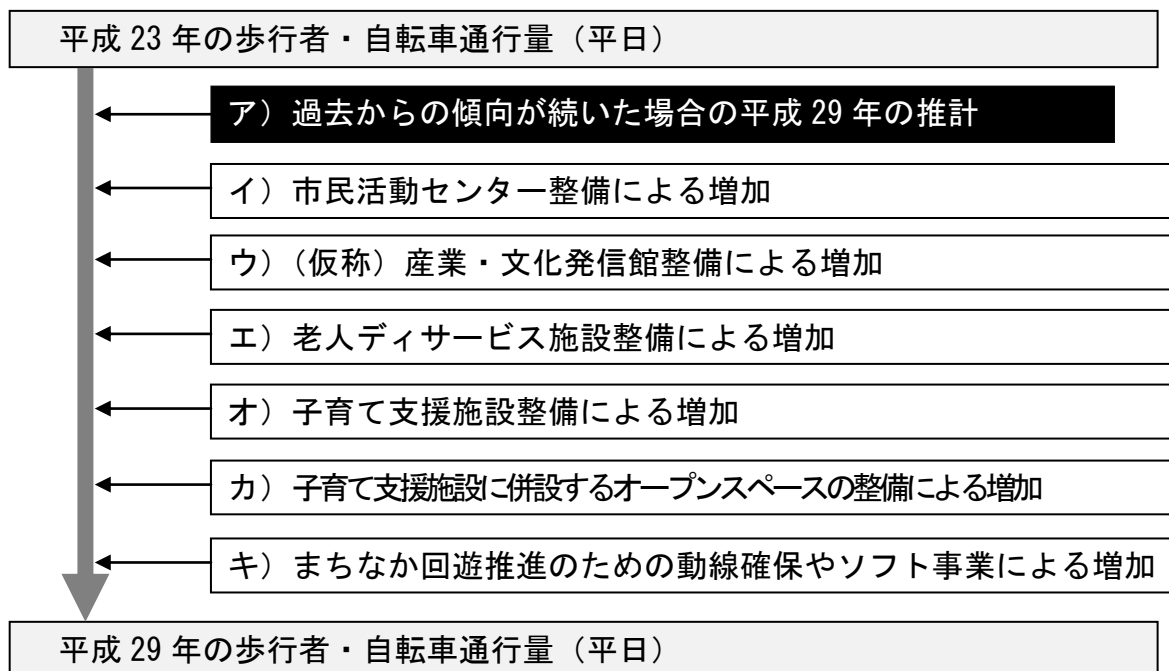 平成 23 年の歩行者・自転車通行量（平日）
ア）過去からの傾向が続いた場合の平成 29 年の推計
イ）市民活動センター整備による増加
ウ）（仮称）産業・文化発信館整備による増加
エ）老人ディサービス施設整備による増加
オ）子育て支援施設整備による増加
カ）子育て支援施設に併設するオープンスペースの整備による増加
キ）まちなか回遊推進のための動線確保やソフト事業による増加
平成 29 年の歩行者・自転車通行量（平日）